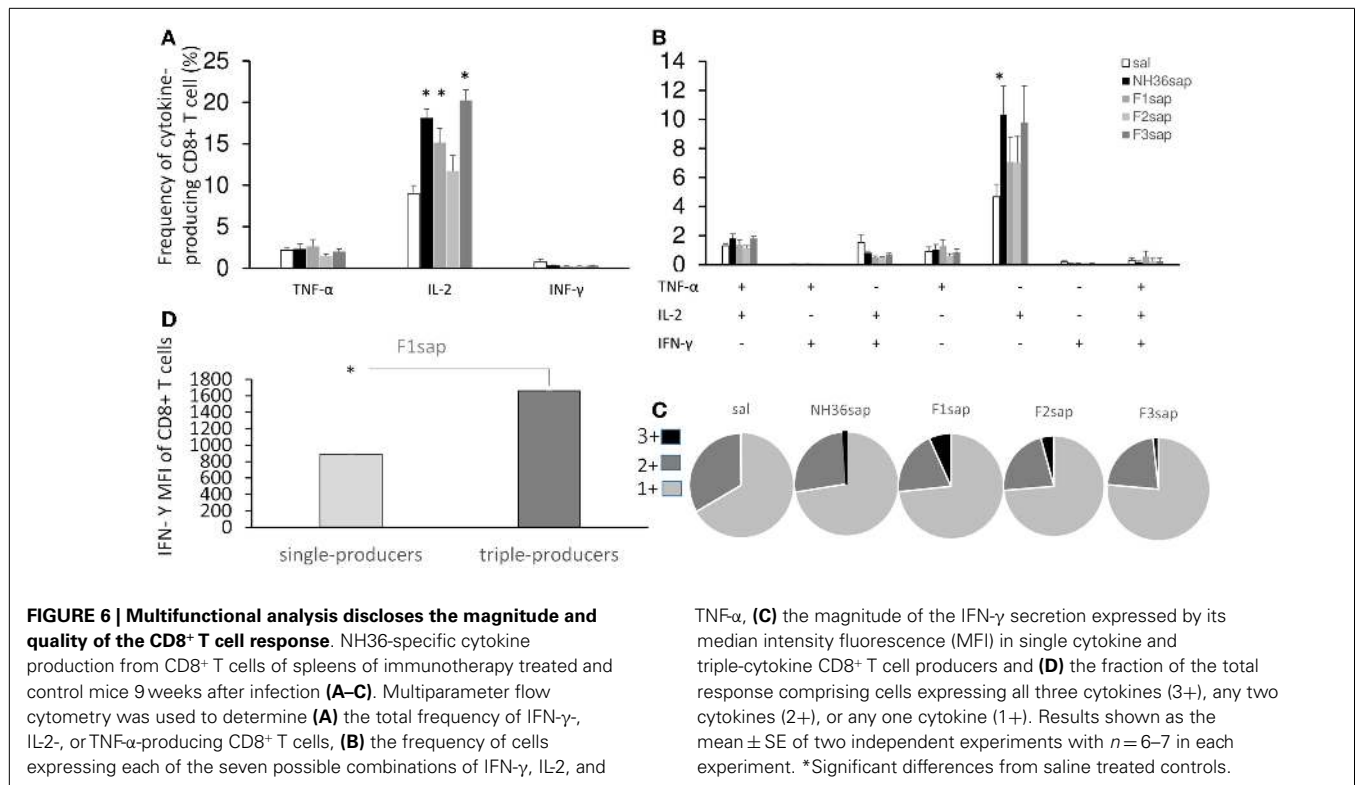 A
Frequency of cytokine-
producing CD8+ T cell (%)
25
20
15
10
5
0
* *
*
TNF-α
IL-2
INF-γ
B
14
12
10
8
6
4
2
0
*
sal
NH36sap
F1sap
F2sap
F3sap
TNF-α + + - + - - +
IL-2 + - + - + - +
IFN-γ - + + - - + +
D
IFN- Y MFI of CD8+ T cells
F1sap
*
1800
1600
1400
1200
1000
800
600
400
200
0
single-producers
triple-producers
C
sal
NH36sap
F1sap
F2sap
F3sap
3+
2+
1+
FIGURE 6 | Multifunctional analysis discloses the magnitude and
quality of the CD8+ T cell response. NH36-specific cytokine
production from CD8+ T cells of spleens of immunotherapy treated and
control mice 9 weeks after infection (A–C). Multiparameter flow
cytometry was used to determine (A) the total frequency of IFN-γ-,
IL-2-, or TNF-α-producing CD8+ T cells, (B) the frequency of cells
expressing each of the seven possible combinations of IFN-γ, IL-2, and
TNF-α, (C) the magnitude of the IFN-γ secretion expressed by its
median intensity fluorescence (MFI) in single cytokine and
triple-cytokine CD8+ T cell producers and (D) the fraction of the total
response comprising cells expressing all three cytokines (3+), any two
cytokines (2+), or any one cytokine (1+). Results shown as the
mean ± SE of two independent experiments with n = 6–7 in each
experiment. *Significant differences from saline treated controls.